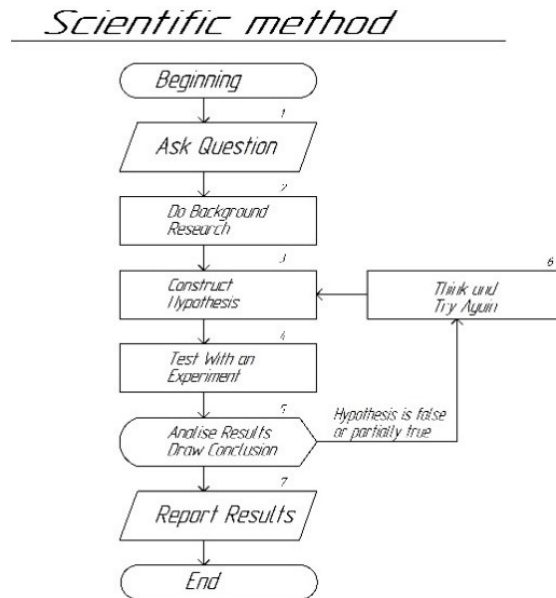 Scientific method
Beginning
1
Ask Question
2
Do Background
Research
3
Construct
Hypothesis
6
Think and
Try Again
4
Test With an
Experiment
5
Analise Results
Draw Conclusion
Hypothesis is false
or partially true
7
Report Results
End